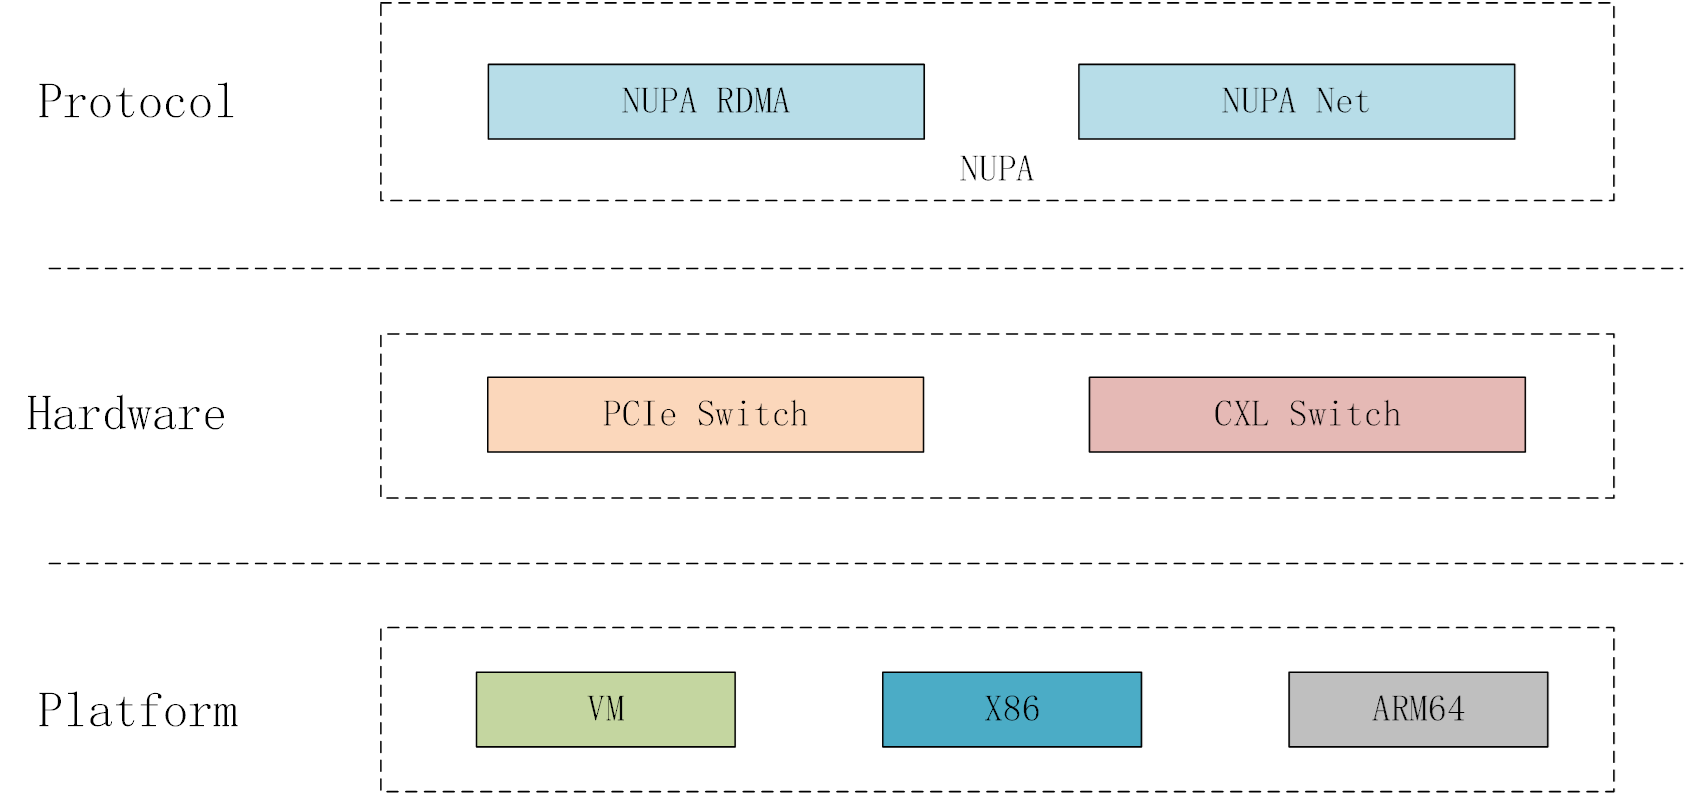 Protocol
NUPA RDMA
NUPA Net
NUPA
Hardware
PCIe Switch
CXL Switch
Platform
VM
X86
ARM64